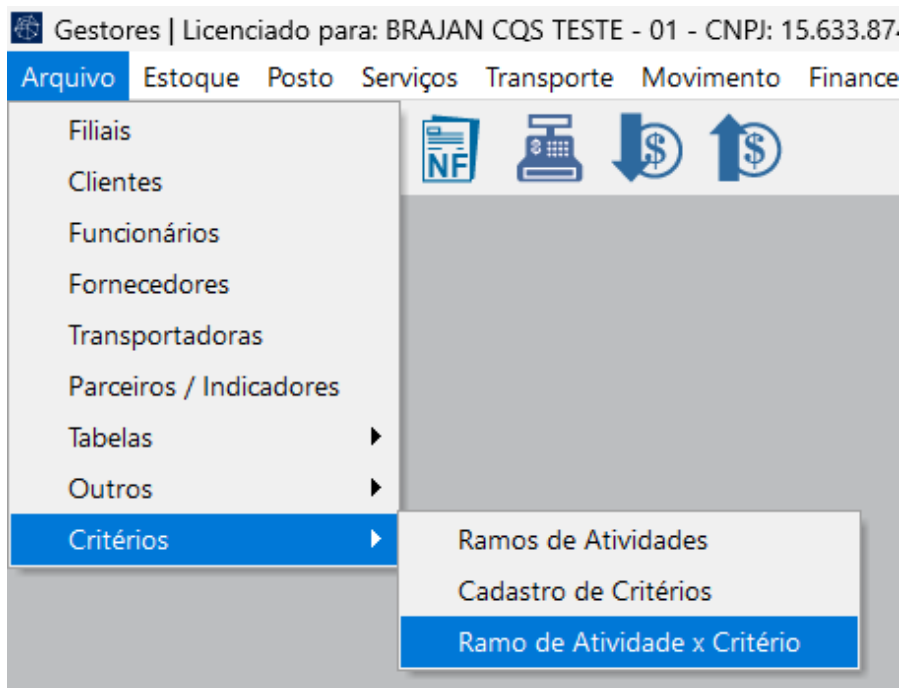 Gestores | Licenciado para: BRAJAN CQS TESTE - 01 - CNPJ: 15.633.874
Arquivo Estoque Posto Serviços Transporte Movimento Finance
Filiais
NF
$
$
$
Clientes
Funcionários
Fornecedores
Transportadoras
Parceiros / Indicadores
Tabelas
Outros
Critérios
Ramos de Atividades
Cadastro de Critérios
Ramo de Atividade x Critério